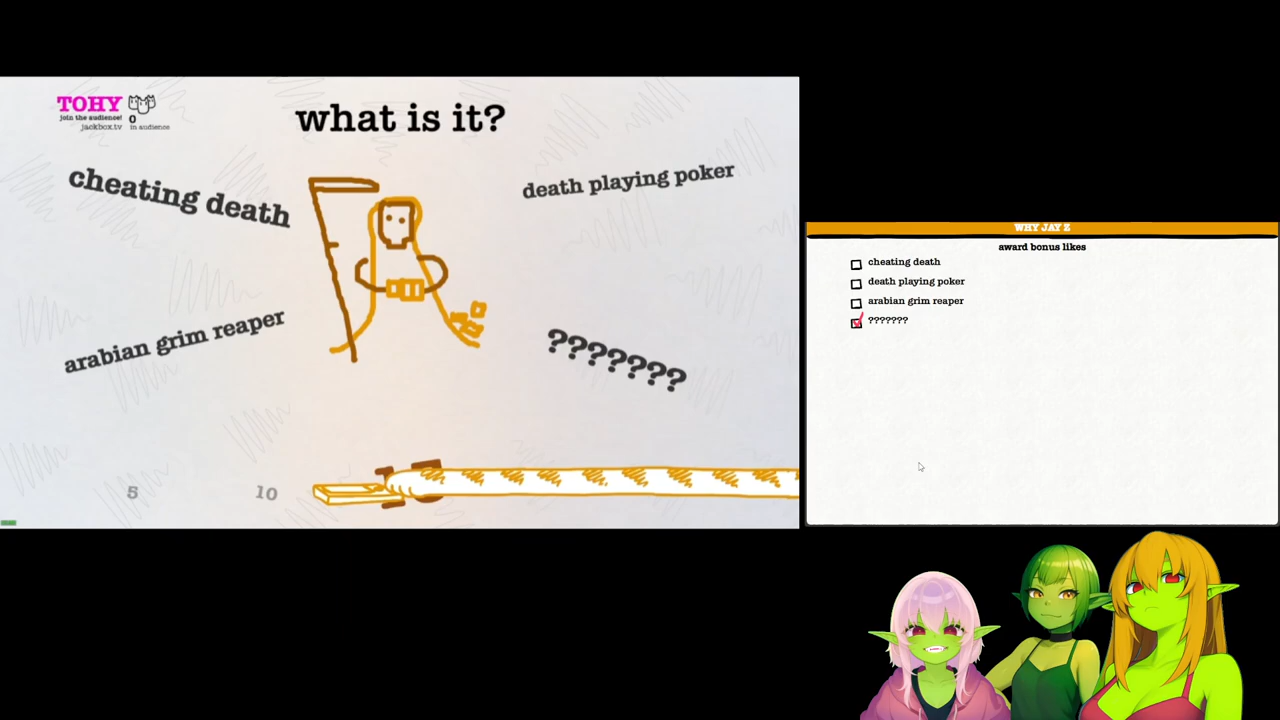 TOHY
join the audience!
jackbox.tv
0
in audience
what is it?
cheating death
death playing poker
arabian grim reaper
???????
5
10
WHY JAY Z
award bonus likes
cheating death
death playing poker
arabian grim reaper
???????